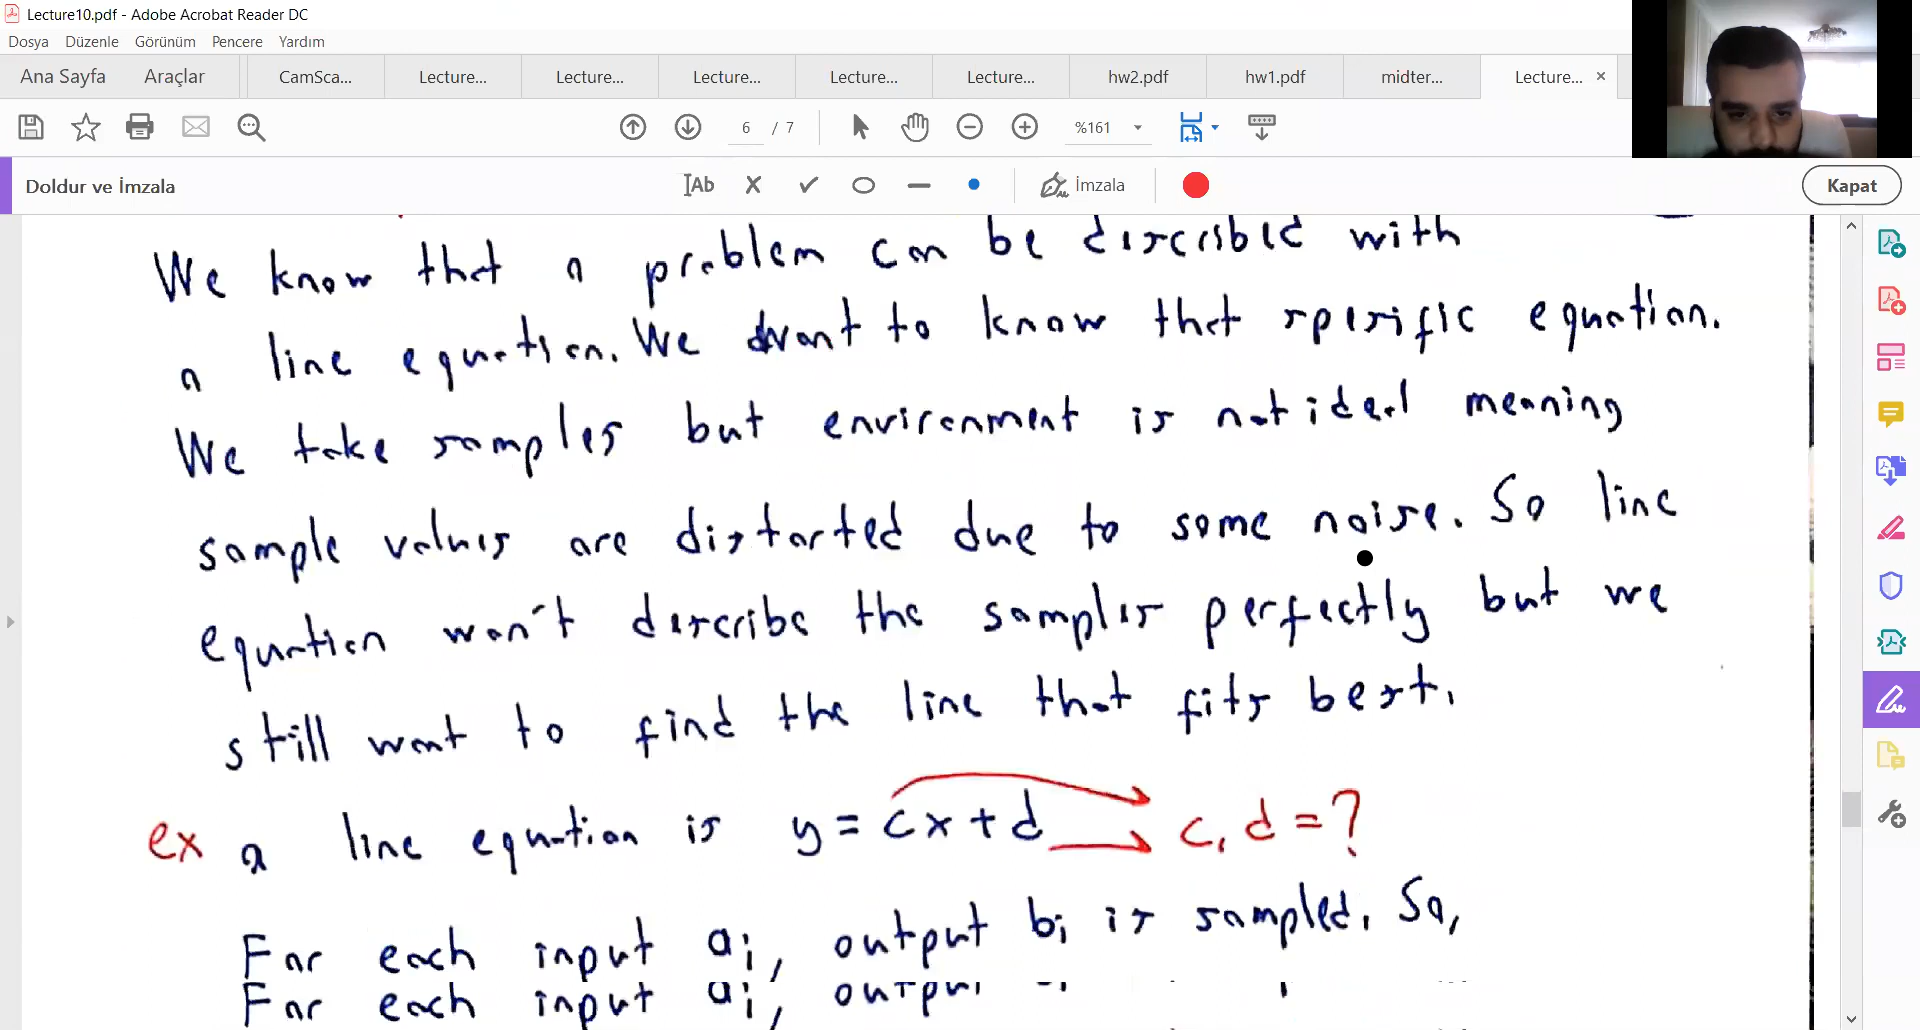 Lecture10.pdf - Adobe Acrobat Reader DC
Dosya Düzenle Görünüm Pencere Yardım
Ana Sayfa Araçlar CamSca... Lecture... Lecture... Lecture... Lecture... Lecture... hw2.pdf hw1.pdf midter... Lecture... ×
6 / 7 %161
Doldur ve İmzala Ab İmzala Kapat
We know that a problem can be described with
a line equation. We want to know that specific equation.
We take samples but environment is not ideal meaning
sample values are distorted due to some noise. So line
equation won't describe the samples perfectly but we
still want to find the line that fits best.
ex a line equation is y = cx + d c, d = ?
For each input ai, output bi is sampled. So,
For each input ai, output